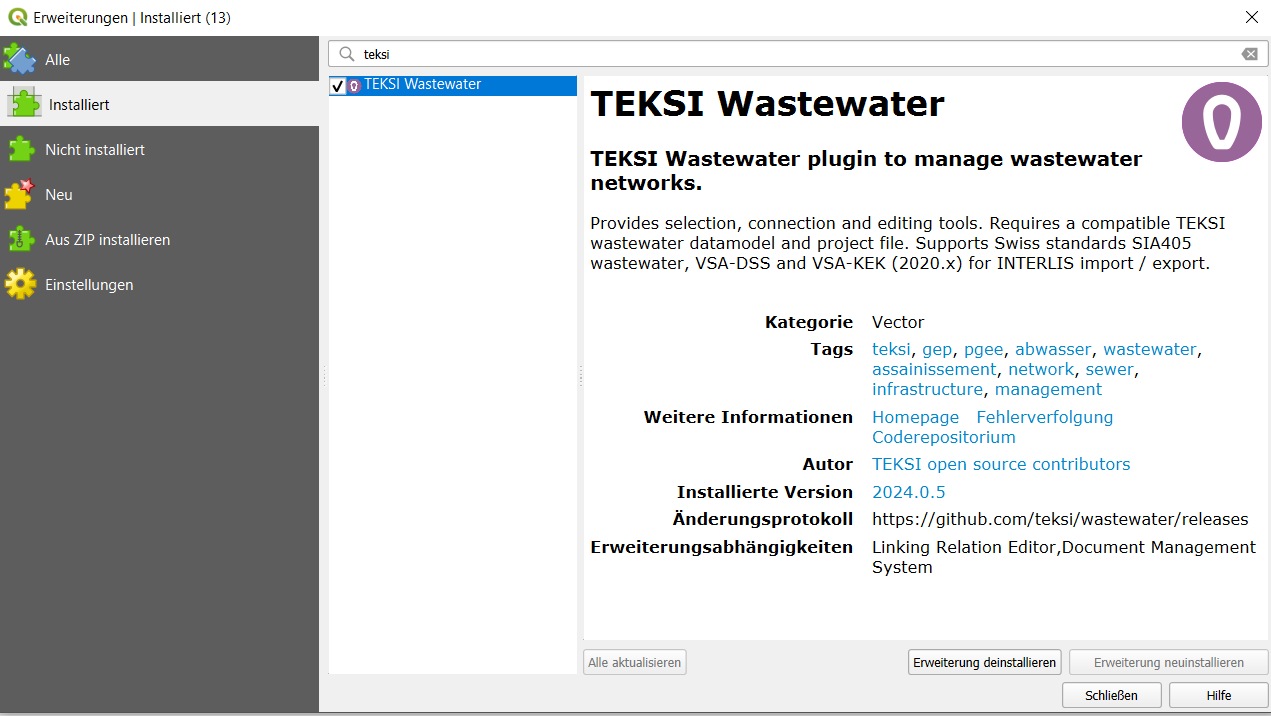 Erweiterungen | Installiert (13)
Alle
Installiert
Nicht installiert
Neu
Aus ZIP installieren
Einstellungen
teksi
TEKSI Wastewater
TEKSI Wastewater
TEKSI Wastewater plugin to manage wastewater
networks.
Provides selection, connection and editing tools. Requires a compatible TEKSI
wastewater datamodel and project file. Supports Swiss standards SIA405
wastewater, VSA-DSS and VSA-KEK (2020.x) for INTERLIS import / export.
Kategorie Vector
Tags teksi, gep, pgee, abwasser, wastewater,
assainissement, network, sewer,
infrastructure, management
Weitere Informationen Homepage Fehlerverfolgung
Coderepositorium
Autor TEKSI open source contributors
Installierte Version 2024.0.5
Änderungsprotokoll https://github.com/teksi/wastewater/releases
Erweiterungsabhängigkeiten Linking Relation Editor,Document Management
System
Alle aktualisieren Erweiterung deinstallieren Erweiterung neuinstallieren
Schließen Hilfe